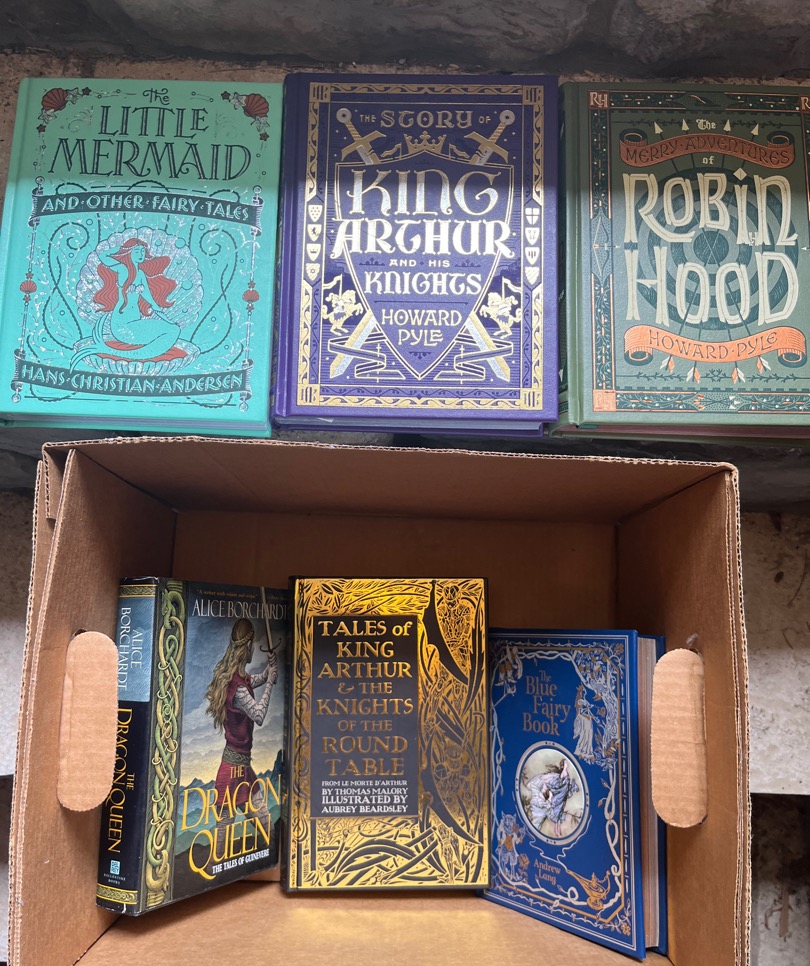 The
LITTLE
MERMAID
AND·OTHER·FAIRY·TALES
HANS·CHRISTIAN·ANDERSEN
THE STORY OF
KING
ARTHUR
AND HIS
KNIGHTS
HOWARD
PYLE
RH
The
MERRY·ADVENTURES
of
ROBIN
HOOD
HOWARD·PYLE
ALICE BORCHARDT
THE DRAGON QUEEN
BALLANTINE
BOOKS
ALICE BORCHARDT
THE
DRAGON
QUEEN
THE TALES OF GUINEVERE
TALES of
KING
ARTHUR
& THE
KNIGHTS
OF THE
ROUND
TABLE
FROM LE MORTE D'ARTHUR
BY THOMAS MALORY
ILLUSTRATED BY
AUBREY BEARDSLEY
The
Blue
Fairy
Book
Andrew
Lang